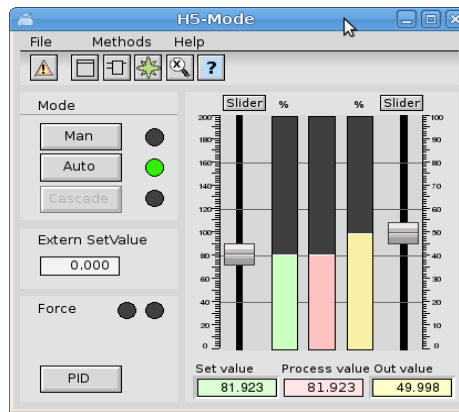 H5-Mode
File Methods Help
?
Mode
Man
Auto
Cascade
Extern SetValue
0.000
Force
PID
Slider % % Slider
200 100
180 90
160 80
140 70
120 60
100 50
80 40
60 30
40 20
20 10
0 0
Set value Process value Out value
81.923 81.923 49.998